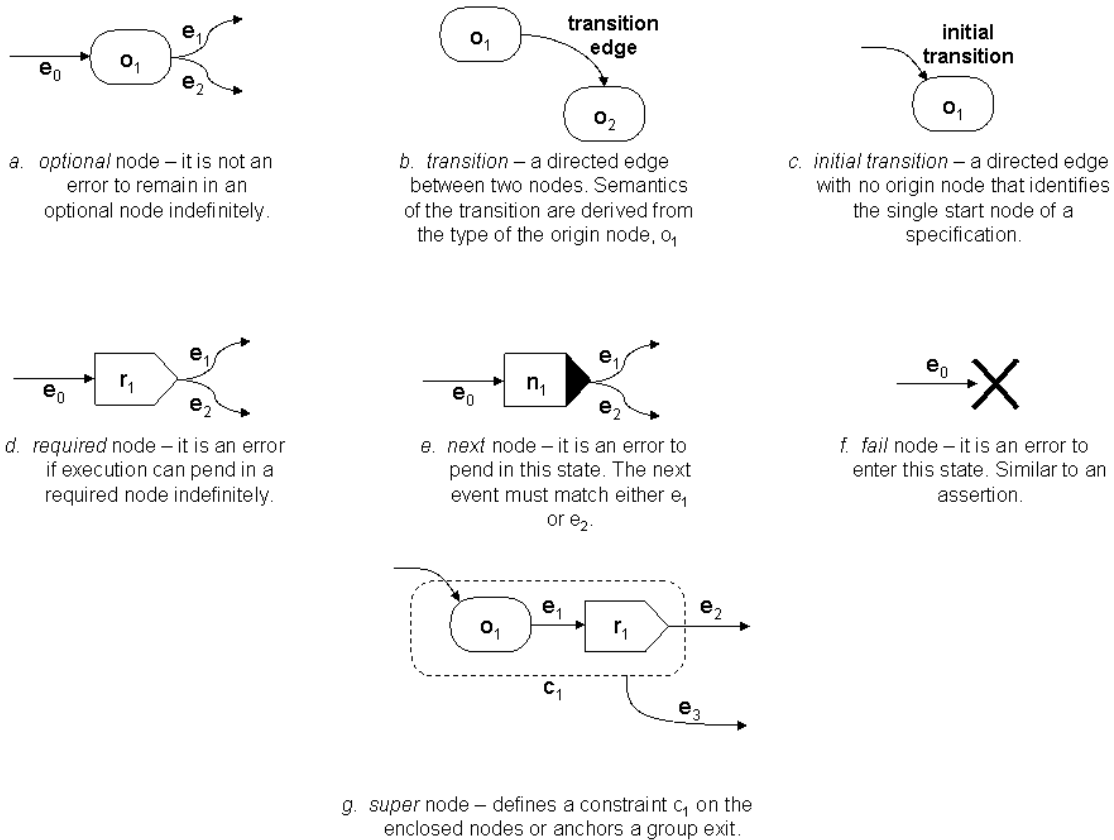 e₁
o₁
e₀
e₂
a. optional node – it is not an
error to remain in an
optional node indefinitely.
o₁
transition
edge
o₂
b. transition – a directed edge
between two nodes. Semantics
of the transition are derived from
the type of the origin node, o₁
initial
transition
o₁
c. initial transition – a directed edge
with no origin node that identifies
the single start node of a
specification.
e₁
r₁
e₀
e₂
d. required node – it is an error
if execution can pend in a
required node indefinitely.
e₁
n₁
e₀
e₂
e. next node – it is an error to
pend in this state. The next
event must match either e₁
or e₂.
e₀
f. fail node – it is an error to
enter this state. Similar to an
assertion.
o₁
e₁
r₁
e₂
c₁
e₃
g. super node – defines a constraint c₁ on the
enclosed nodes or anchors a group exit.